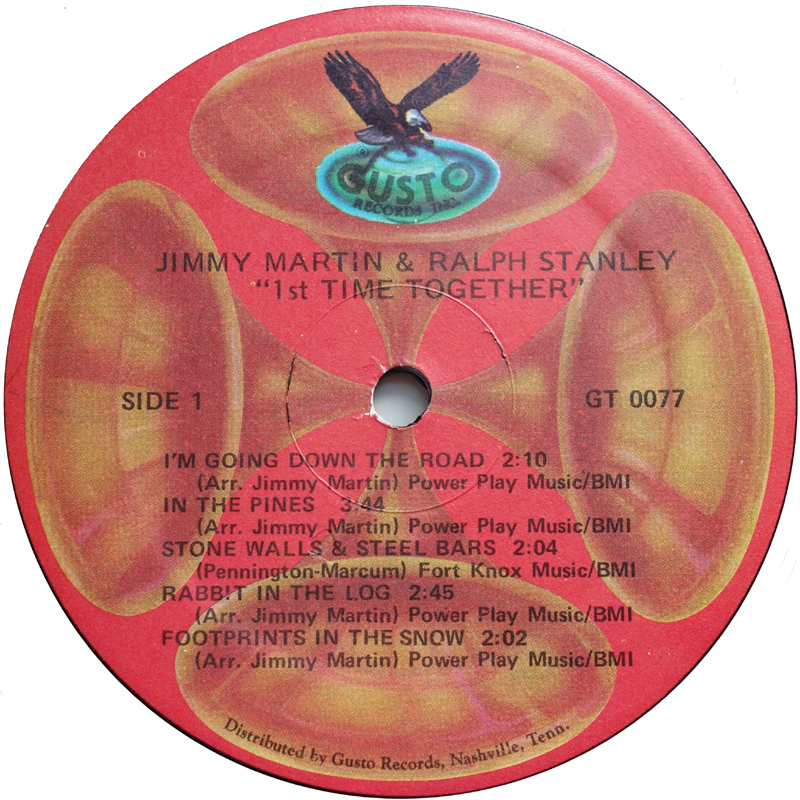 GUSTO
RECORDS Inc.
JIMMY MARTIN & RALPH STANLEY
"1st TIME TOGETHER"
SIDE 1
GT 0077
I'M GOING DOWN THE ROAD 2:10
(Arr. Jimmy Martin) Power Play Music/BMI
IN THE PINES 3:44
(Arr. Jimmy Martin) Power Play Music/BMI
STONE WALLS & STEEL BARS 2:04
(Pennington-Marcum) Fort Knox Music/BMI
RABBIT IN THE LOG 2:45
(Arr. Jimmy Martin) Power Play Music/BMI
FOOTPRINTS IN THE SNOW 2:02
(Arr. Jimmy Martin) Power Play Music/BMI
Distributed by Gusto Records, Nashville, Tenn.